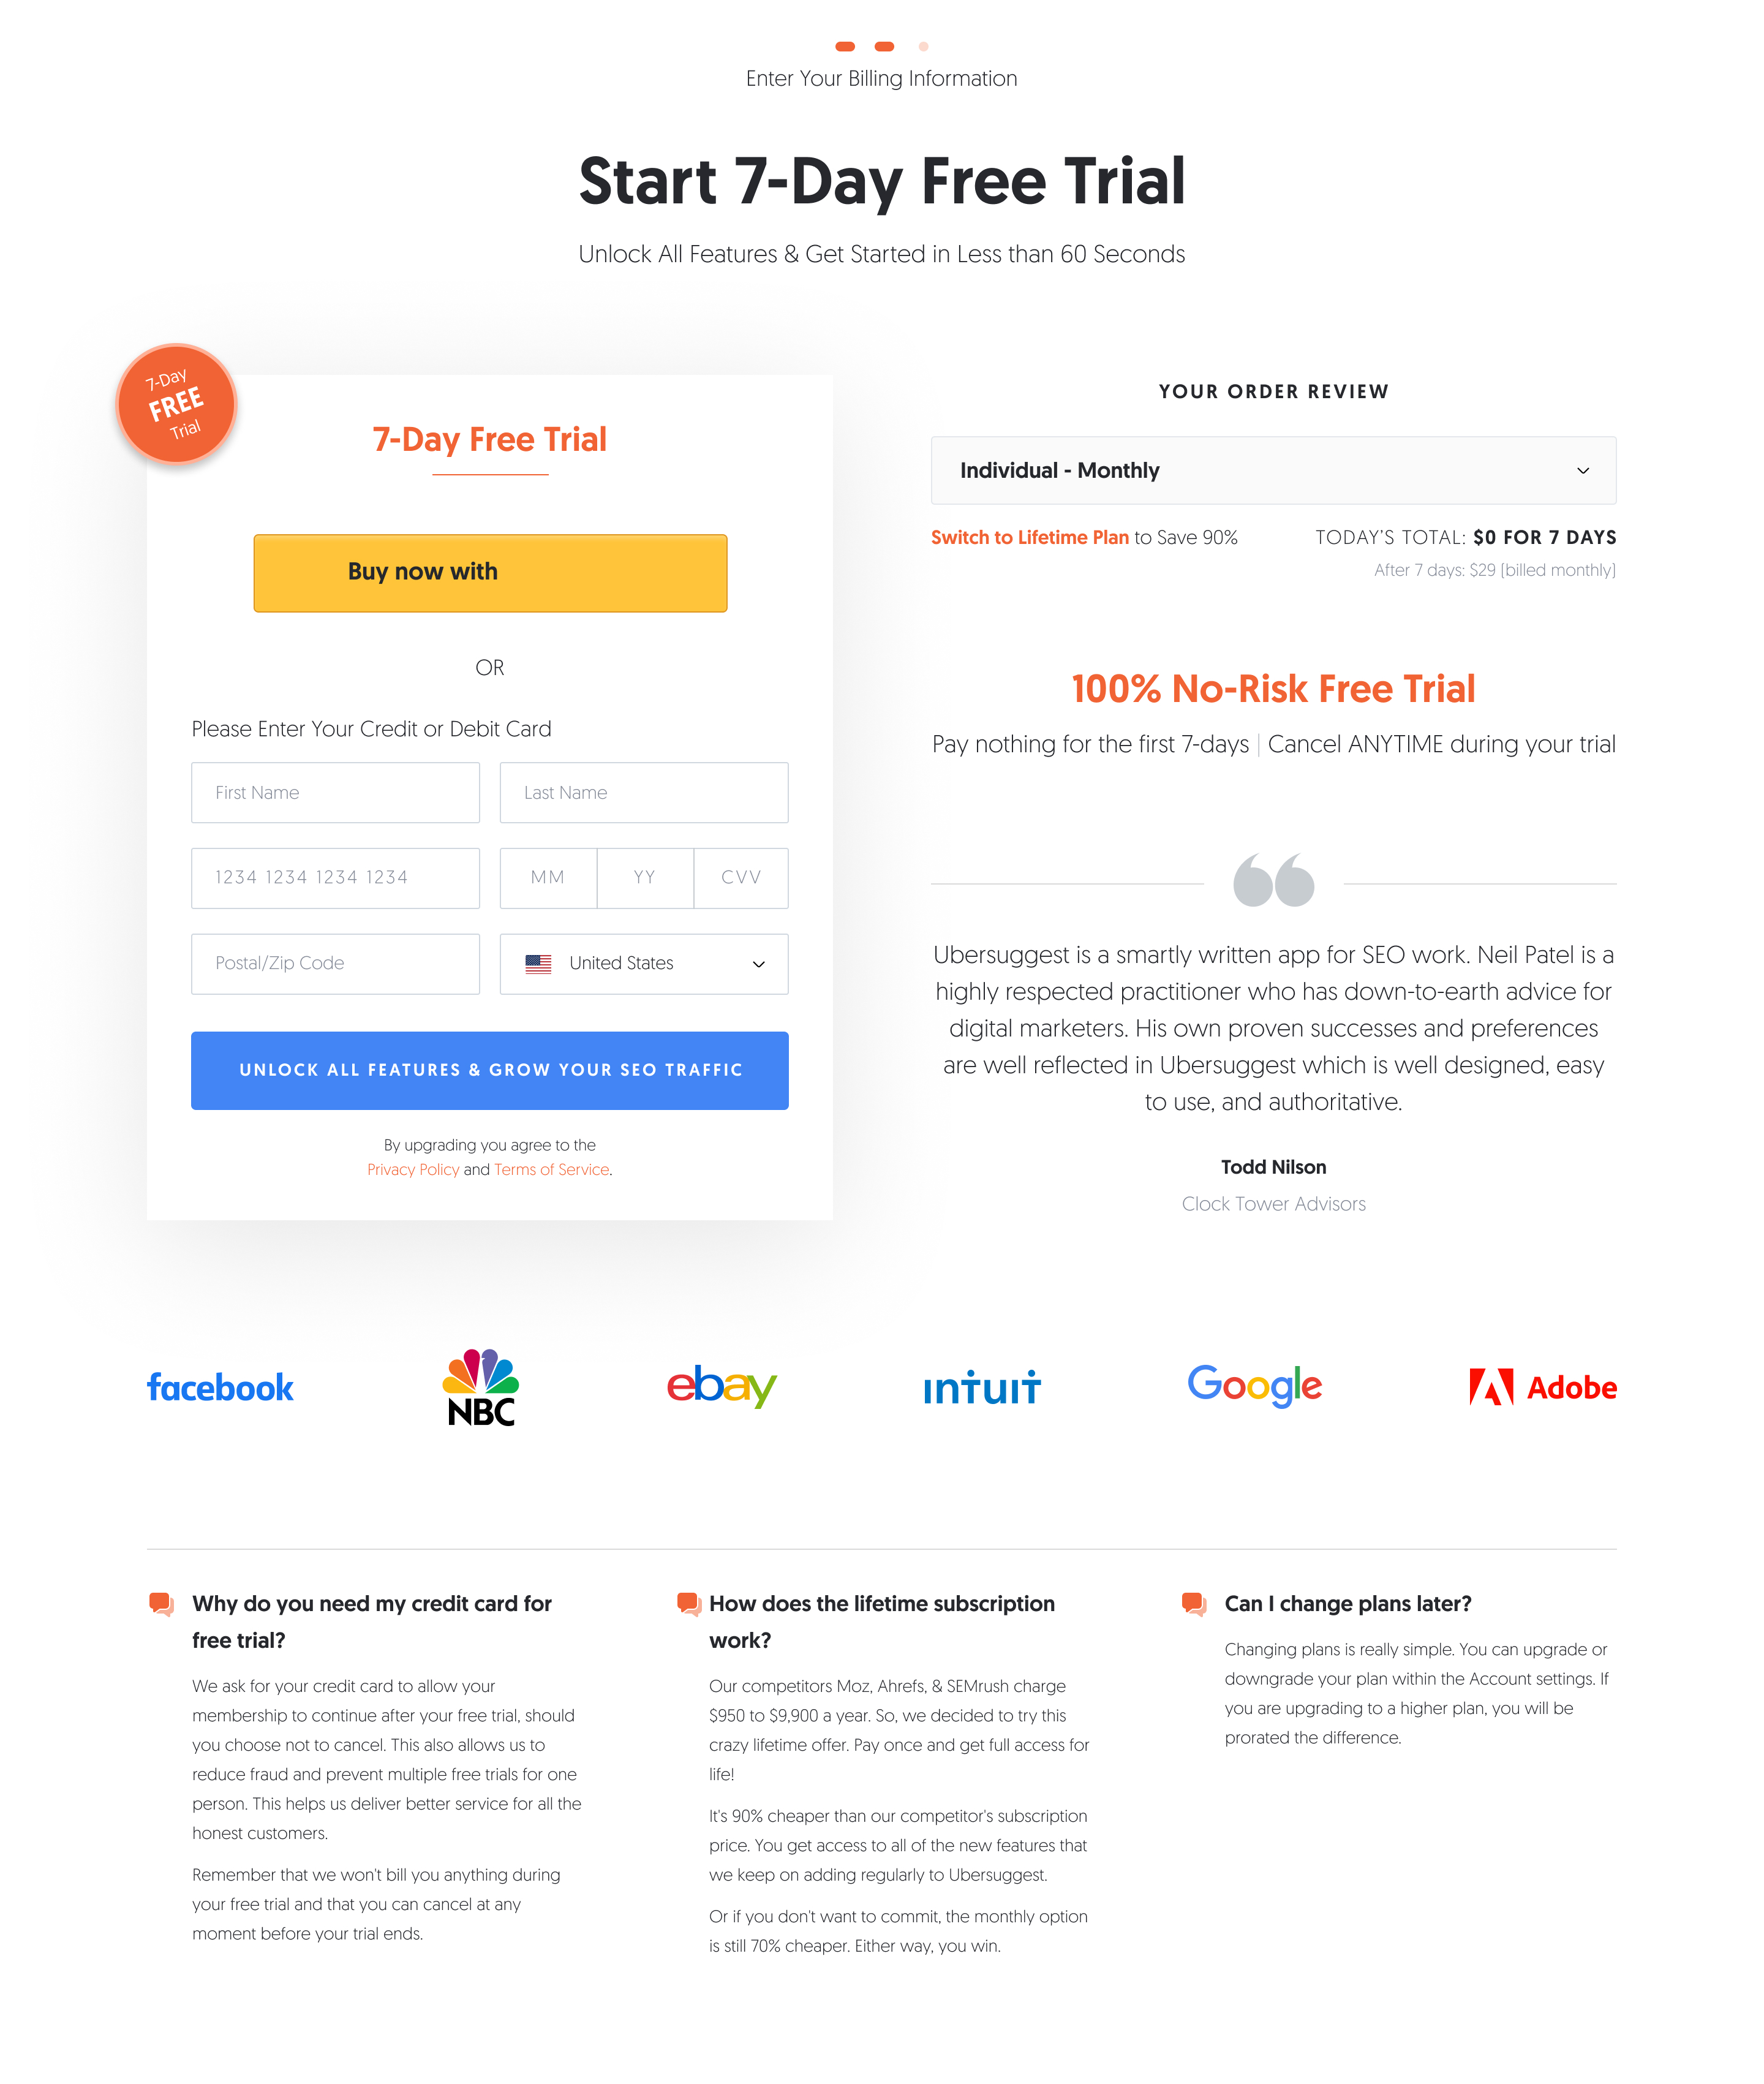 Enter Your Billing Information
Start 7-Day Free Trial
Unlock All Features & Get Started in Less than 60 Seconds
7-Day
FREE
Trial
7-Day Free Trial
Buy now with
OR
Please Enter Your Credit or Debit Card
First Name
Last Name
1234 1234 1234 1234
MM
YY
CVV
Postal/Zip Code
United States
UNLOCK ALL FEATURES & GROW YOUR SEO TRAFFIC
By upgrading you agree to the
Privacy Policy and Terms of Service.
YOUR ORDER REVIEW
Individual - Monthly
Switch to Lifetime Plan to Save 90%
TODAY'S TOTAL: $0 FOR 7 DAYS
After 7 days: $29 [billed monthly]
100% No-Risk Free Trial
Pay nothing for the first 7-days | Cancel ANYTIME during your trial
Ubersuggest is a smartly written app for SEO work. Neil Patel is a
highly respected practitioner who has down-to-earth advice for
digital marketers. His own proven successes and preferences
are well reflected in Ubersuggest which is well designed, easy
to use, and authoritative.
Todd Nilson
Clock Tower Advisors
facebook
NBC
ebay
intuit
Google
Adobe
Why do you need my credit card for
free trial?
We ask for your credit card to allow your
membership to continue after your free trial, should
you choose not to cancel. This also allows us to
reduce fraud and prevent multiple free trials for one
person. This helps us deliver better service for all the
honest customers.
Remember that we won't bill you anything during
your free trial and that you can cancel at any
moment before your trial ends.
How does the lifetime subscription
work?
Our competitors Moz, Ahrefs, & SEMrush charge
$950 to $9,900 a year. So, we decided to try this
crazy lifetime offer. Pay once and get full access for
life!
It's 90% cheaper than our competitor's subscription
price. You get access to all of the new features that
we keep on adding regularly to Ubersuggest.
Or if you don't want to commit, the monthly option
is still 70% cheaper. Either way, you win.
Can I change plans later?
Changing plans is really simple. You can upgrade or
downgrade your plan within the Account settings. If
you are upgrading to a higher plan, you will be
prorated the difference.